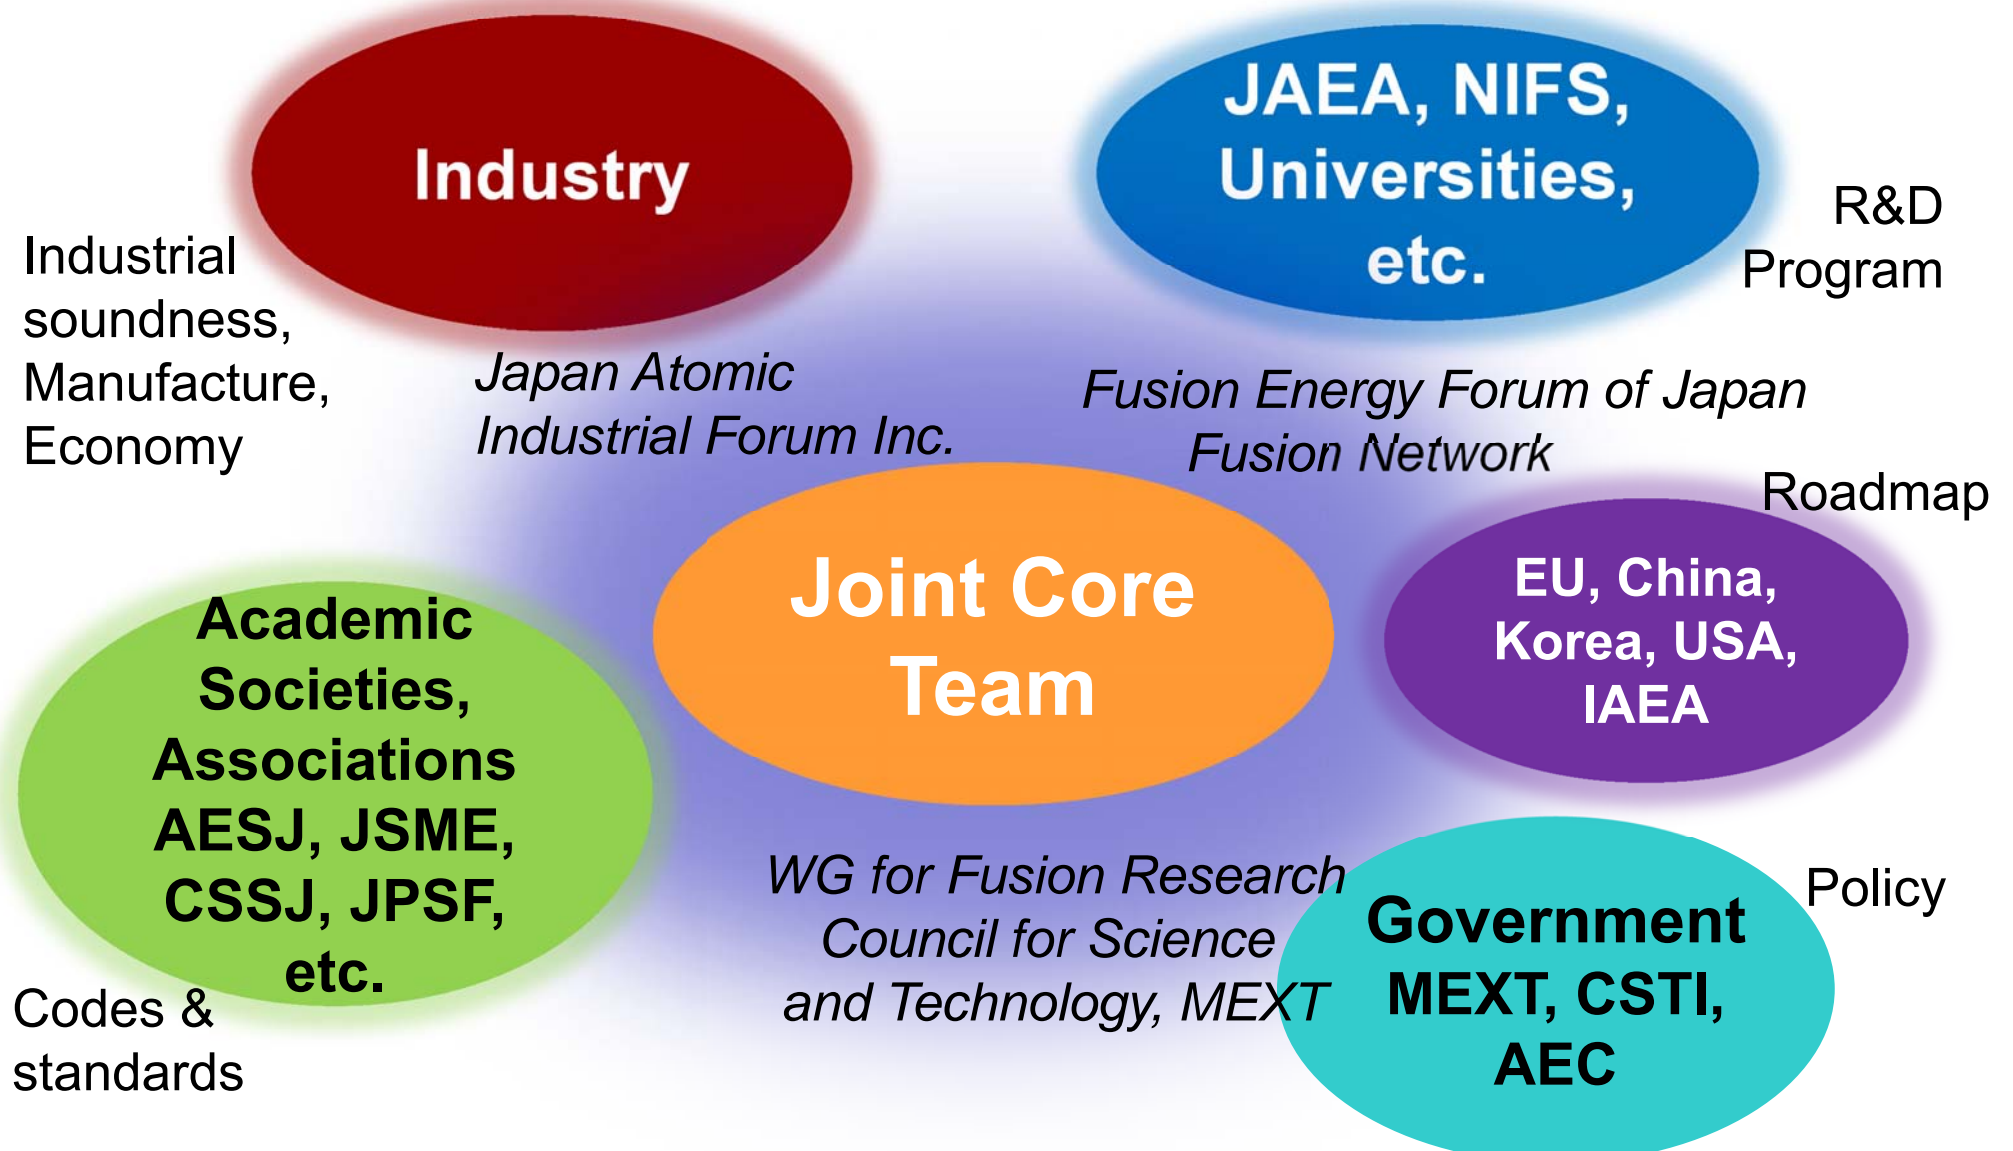 Industry
JAEA, NIFS,
Universities,
etc.
R&D
Program
Industrial
soundness,
Manufacture,
Economy
Japan Atomic
Industrial Forum Inc.
Fusion Energy Forum of Japan
Fusion Network
Roadmap
EU, China,
Korea, USA,
IAEA
Joint Core
Team
Academic
Societies,
Associations
AESJ, JSME,
CSSJ, JPSF,
etc.
Codes &
standards
WG for Fusion Research
Council for Science
and Technology, MEXT
Government
MEXT, CSTI,
AEC
Policy